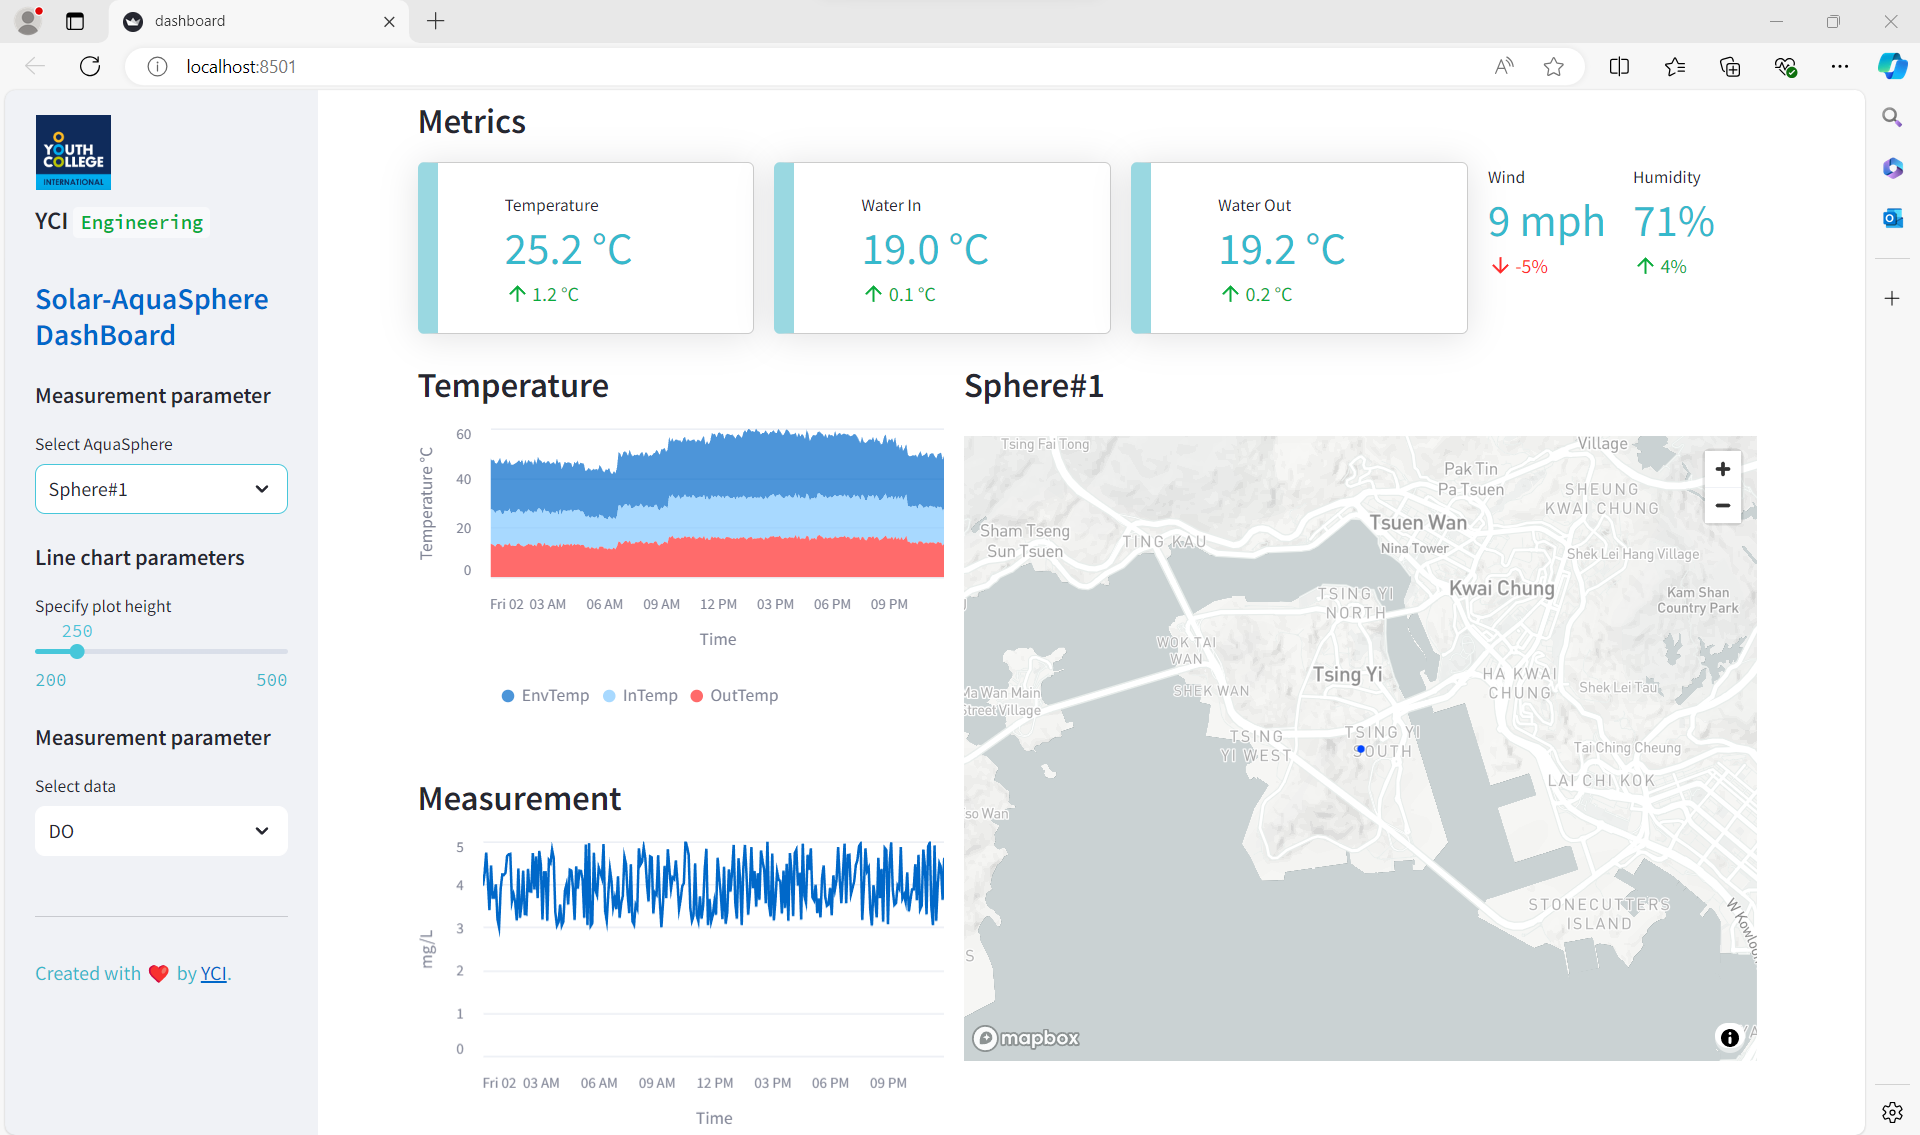 dashboard
localhost:8501
YOUTH
COLLEGE
INTERNATIONAL
YCI Engineering
Solar-AquaSphere
DashBoard
Measurement parameter
Select AquaSphere
Sphere#1
Line chart parameters
Specify plot height
250
200 500
Measurement parameter
Select data
DO
Created with ❤️ by YCI.
Metrics
Temperature
25.2 °C
↑ 1.2 °C
Water In
19.0 °C
↑ 0.1 °C
Water Out
19.2 °C
↑ 0.2 °C
Wind
9 mph
↓ -5%
Humidity
71%
↑ 4%
Temperature
Temperature °C
60
40
20
0
Fri 02 03 AM 06 AM 09 AM 12 PM 03 PM 06 PM 09 PM
Time
EnvTemp InTemp OutTemp
Measurement
mg/L
5
4
3
2
1
0
Fri 02 03 AM 06 AM 09 AM 12 PM 03 PM 06 PM 09 PM
Time
Sphere#1
Tsing Fai Tong
Village
Pak Tin
Pa Tsuen
SHEUNG
KWAI CHUNG
+
−
Sham Tseng
Sun Tsuen
TING KAU
Tsuen Wan
Nina Tower
Shek Lei Hang Village
TSING YI
NORTH
Kwai Chung
Kam Shan
Country Park
WOK TAI
WAN
Tsing Yi
HA KWAI
CHUNG
Shek Lei Tau
Ma Wan Main
Street Village
SHEK WAN
TSING
YI WEST
TSING YI
SOUTH
Tai Ching Cheung
LAI CHI KOK
so Wan
STONECUTTERS
ISLAND
W Kowloon
S
mapbox